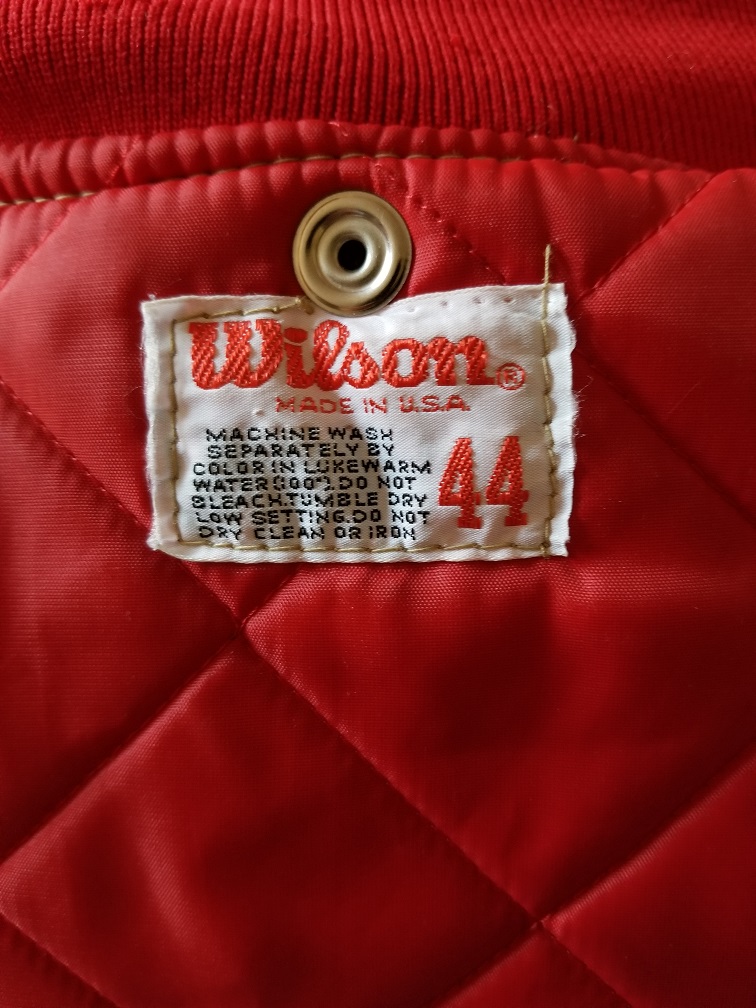 Wilson®
MADE IN U.S.A.
MACHINE WASH
SEPARATELY BY
COLOR IN LUKEWARM
WATER(100°).DO NOT
BLEACH.TUMBLE DRY
LOW SETTING.DO NOT
DRY CLEAN OR IRON
44